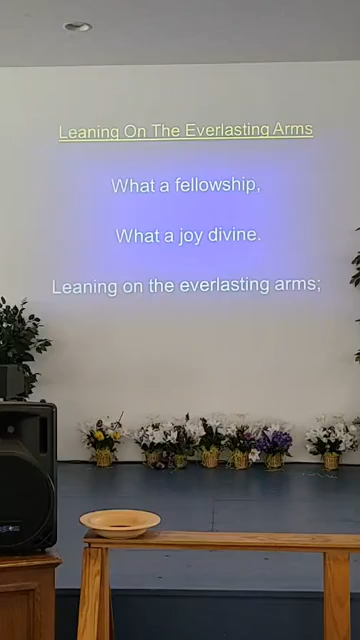 Leaning On The Everlasting Arms
What a fellowship,
What a joy divine.
Leaning on the everlasting arms;